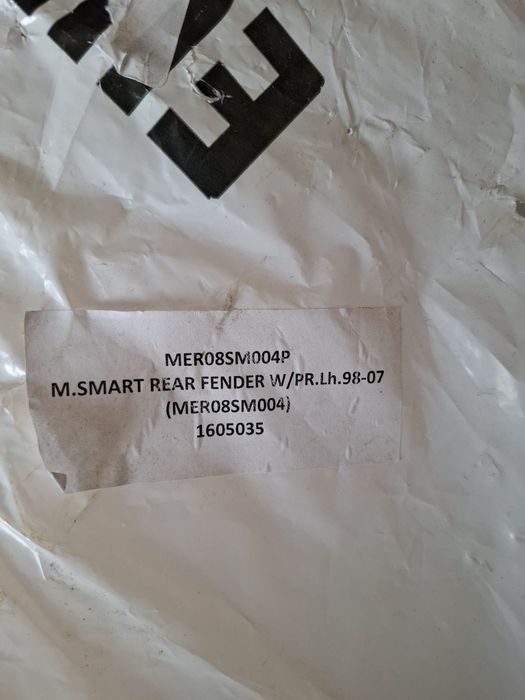 MER08SM004P
M.SMART REAR FENDER W/PR.Lh.98-07
(MER08SM004)
1605035